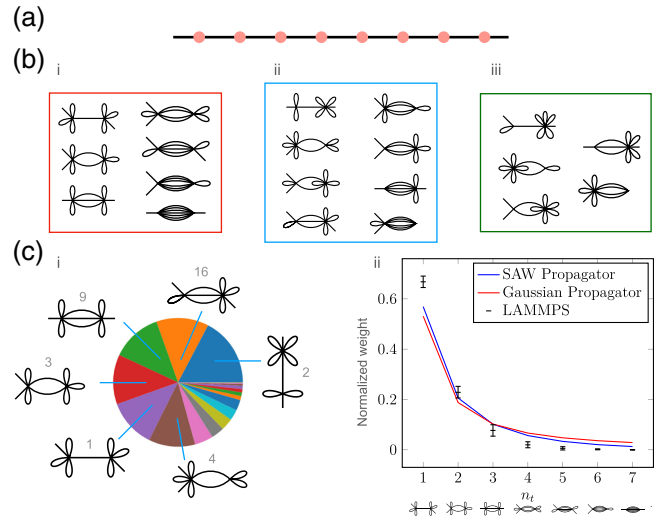 (a)
(b)
i
ii
iii
(c)
i
ii
16
9
2
3
1
4
SAW Propagator
Gaussian Propagator
LAMMPS
Normalized weight
0.6
0.4
0.2
0
1 2 3 4 5 6 7
n_t